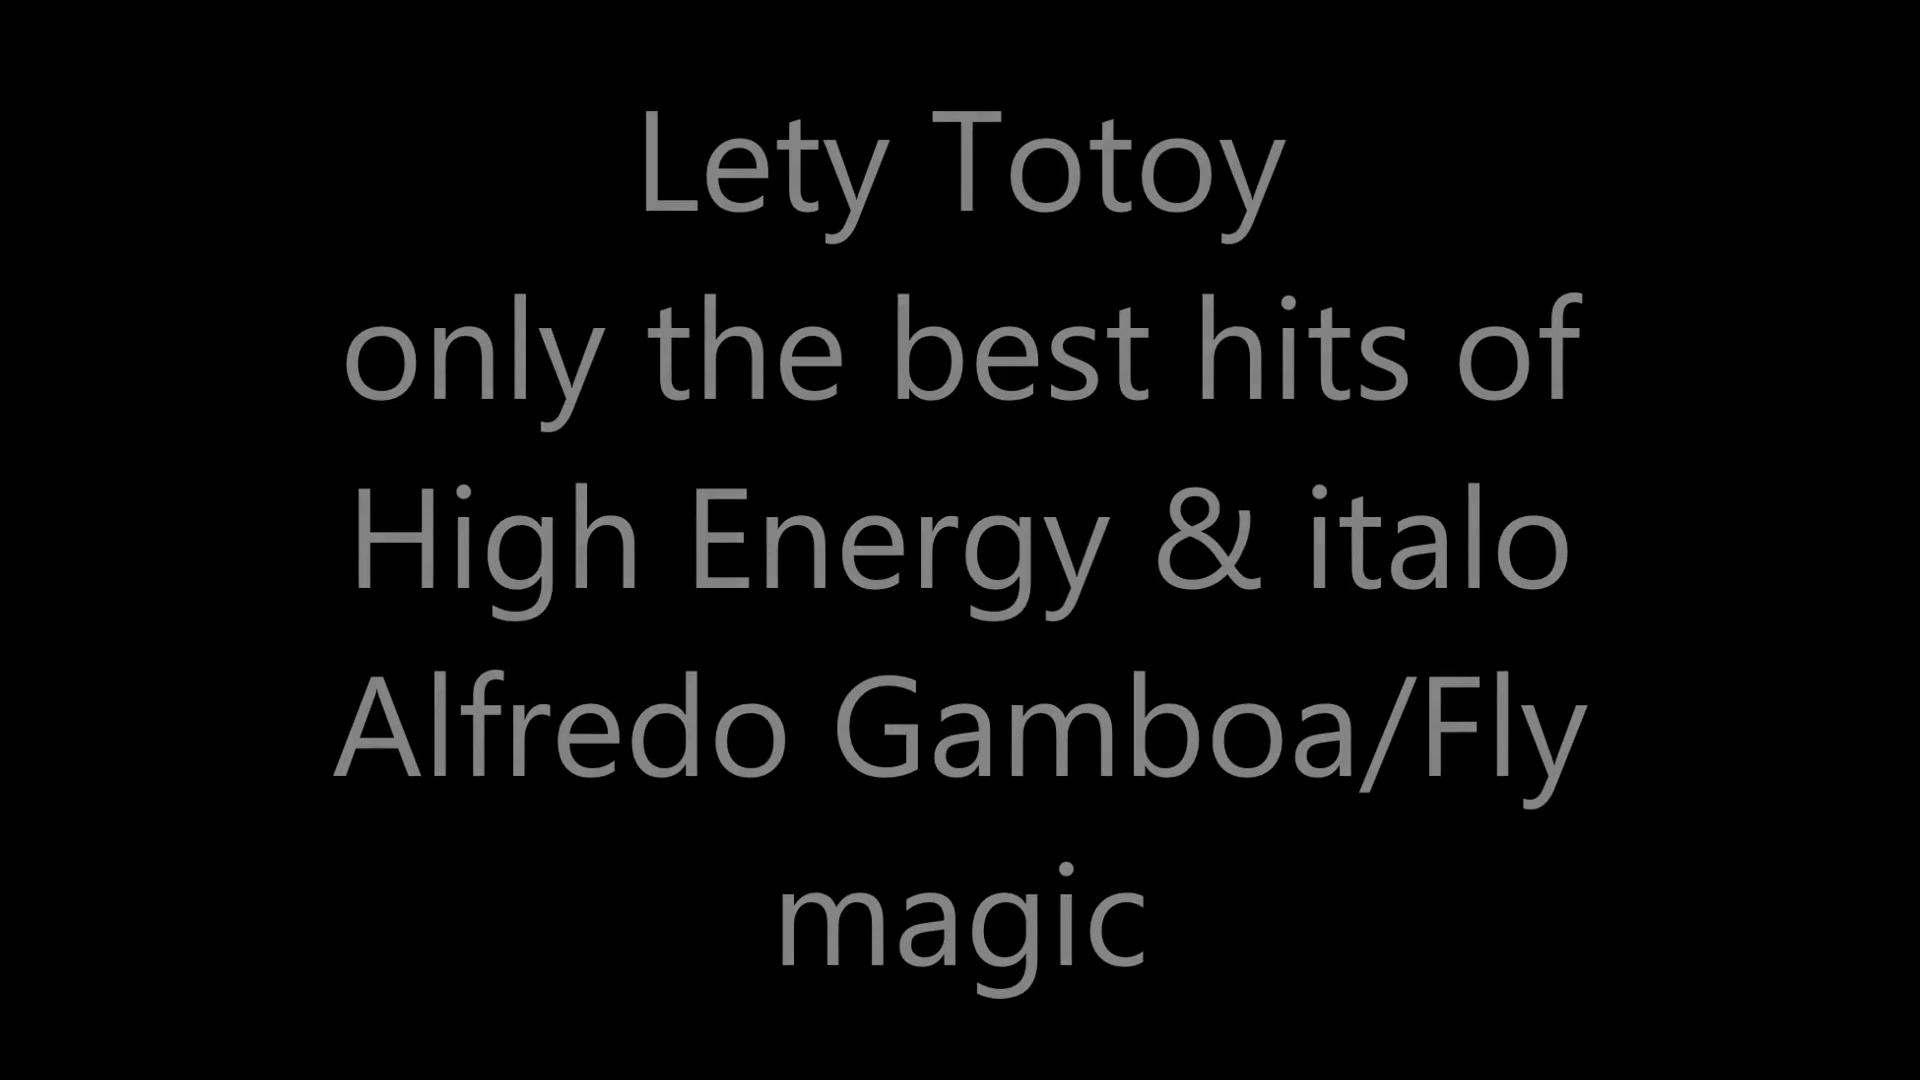 Lety Totoy
only the best hits of
High Energy & italo
Alfredo Gamboa/Fly
magic